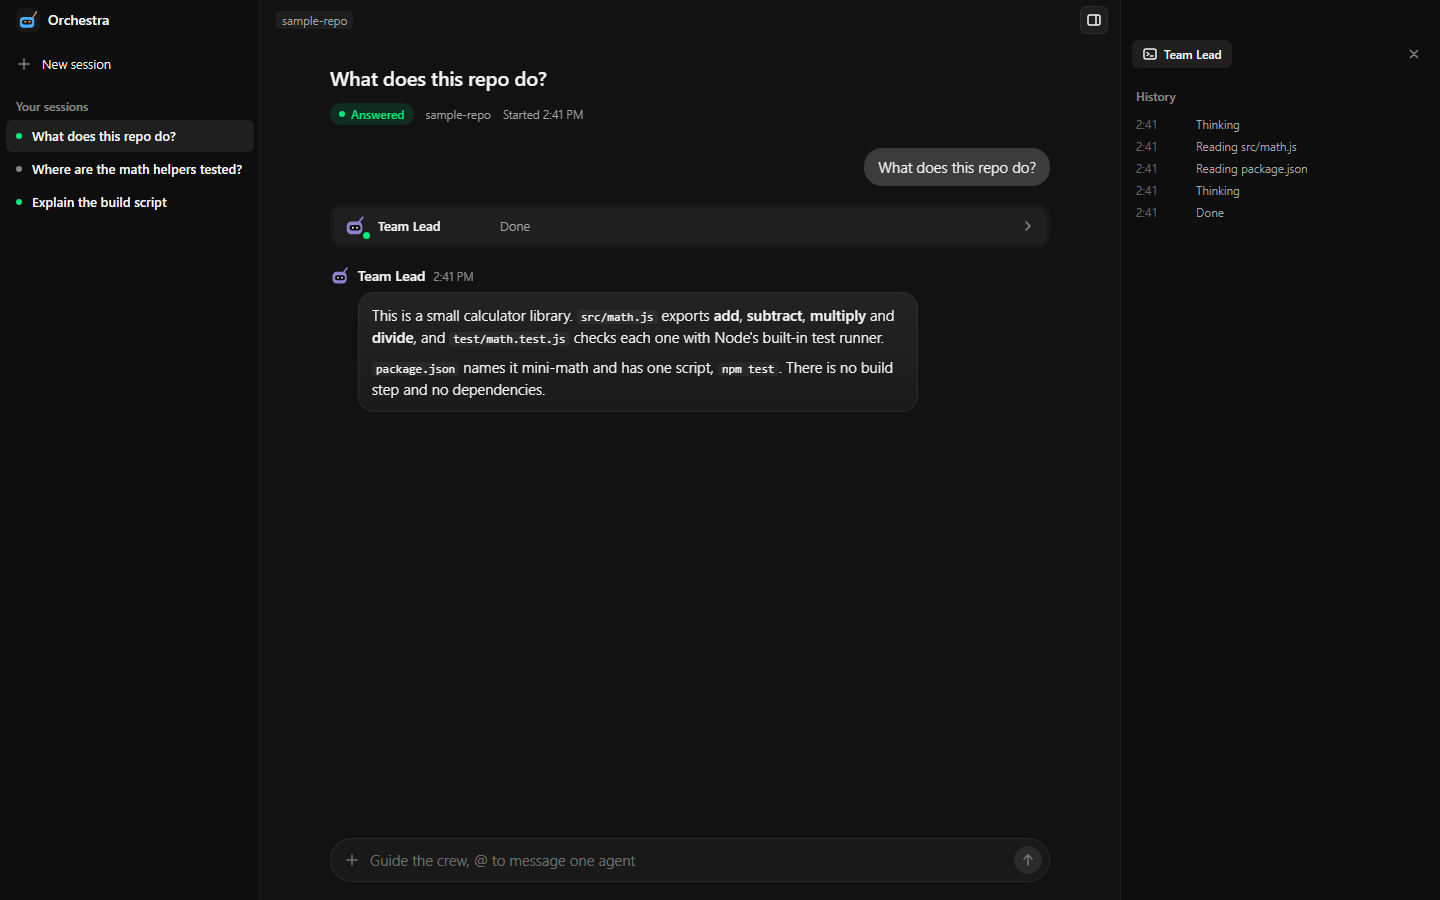 Orchestra
New session
Your sessions
What does this repo do?
Where are the math helpers tested?
Explain the build script
sample-repo
What does this repo do?
Answered sample-repo Started 2:41 PM
What does this repo do?
Team Lead Done
Team Lead 2:41 PM
This is a small calculator library. src/math.js exports add, subtract, multiply and
divide, and test/math.test.js checks each one with Node's built-in test runner.
package.json names it mini-math and has one script, npm test. There is no build
step and no dependencies.
Guide the crew, @ to message one agent
Team Lead
History
2:41 Thinking
2:41 Reading src/math.js
2:41 Reading package.json
2:41 Thinking
2:41 Done